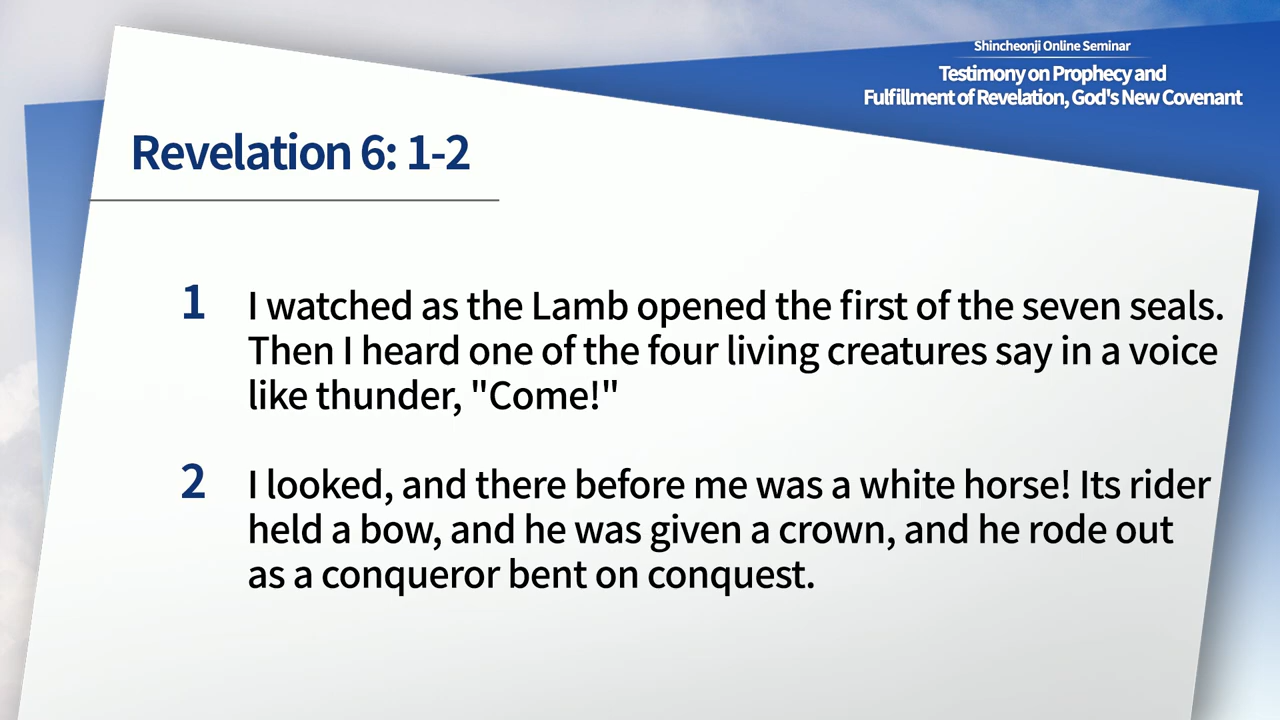 Shincheonji Online Seminar
Testimony on Prophecy and
Fulfillment of Revelation, God's New Covenant
Revelation 6: 1-2
1 I watched as the Lamb opened the first of the seven seals.
Then I heard one of the four living creatures say in a voice
like thunder, "Come!"
2 I looked, and there before me was a white horse! Its rider
held a bow, and he was given a crown, and he rode out
as a conqueror bent on conquest.